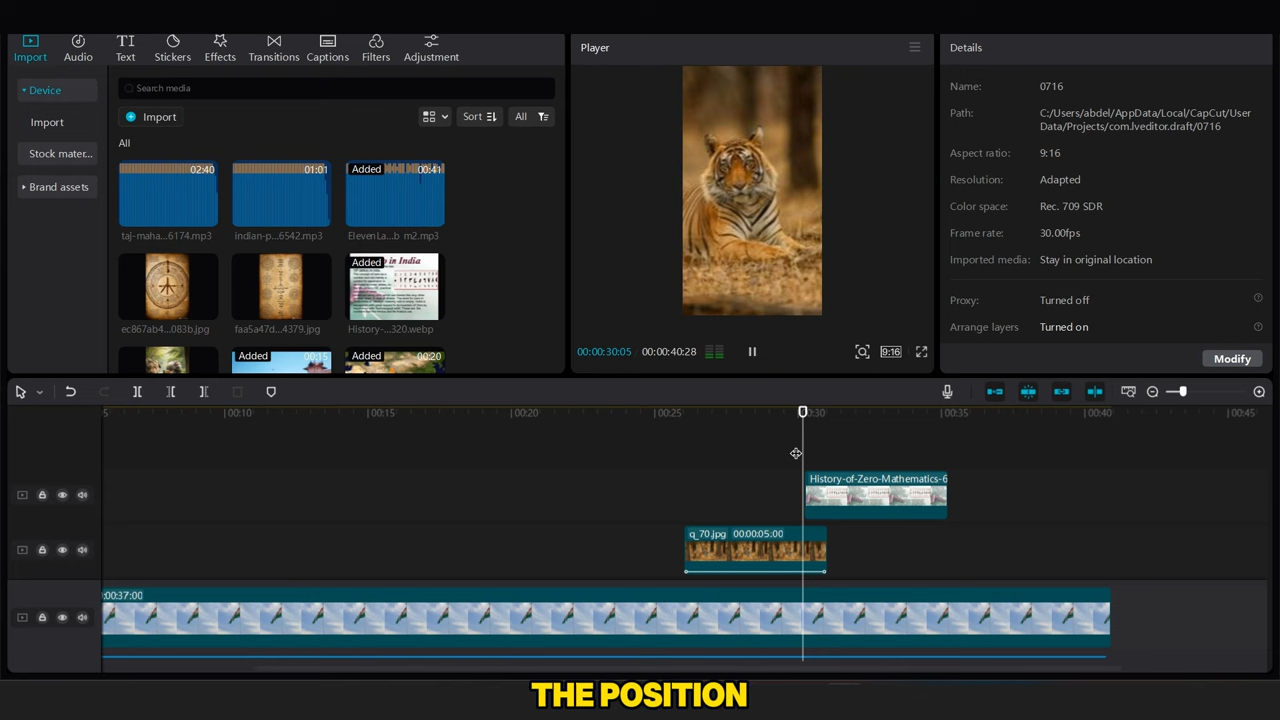 Import Audio Text Stickers Effects Transitions Captions Filters Adjustment
Device
Import
Stock mater...
Brand assets
Search media
Import
Sort
All
All
02:40
01:01
Added 00:41
taj-maha...6174.mp3
indian-p...6542.mp3
ElevenLa...b m2.mp3
Added
p in India
ec867ab4...083b.jpg
faa5a47d...4379.jpg
History-...320.webp
Added 00:15
Added 00:20
Player
00:00:30:05
00:00:40:28
9:16
Details
Name: 0716
Path: C:/Users/abdel/AppData/Local/CapCut/User
Data/Projects/com.lveditor.draft/0716
Aspect ratio: 9:16
Resolution: Adapted
Color space: Rec. 709 SDR
Frame rate: 30.00fps
Imported media: Stay in original location
Proxy: Turned off
Arrange layers Turned on
Modify
5 00:10 00:15 00:20 00:25 :30 00:35 00:40 00:45
History-of-Zero-Mathematics-6
q_70.jpg 00:00:05:00
:00:37:00
THE POSITION